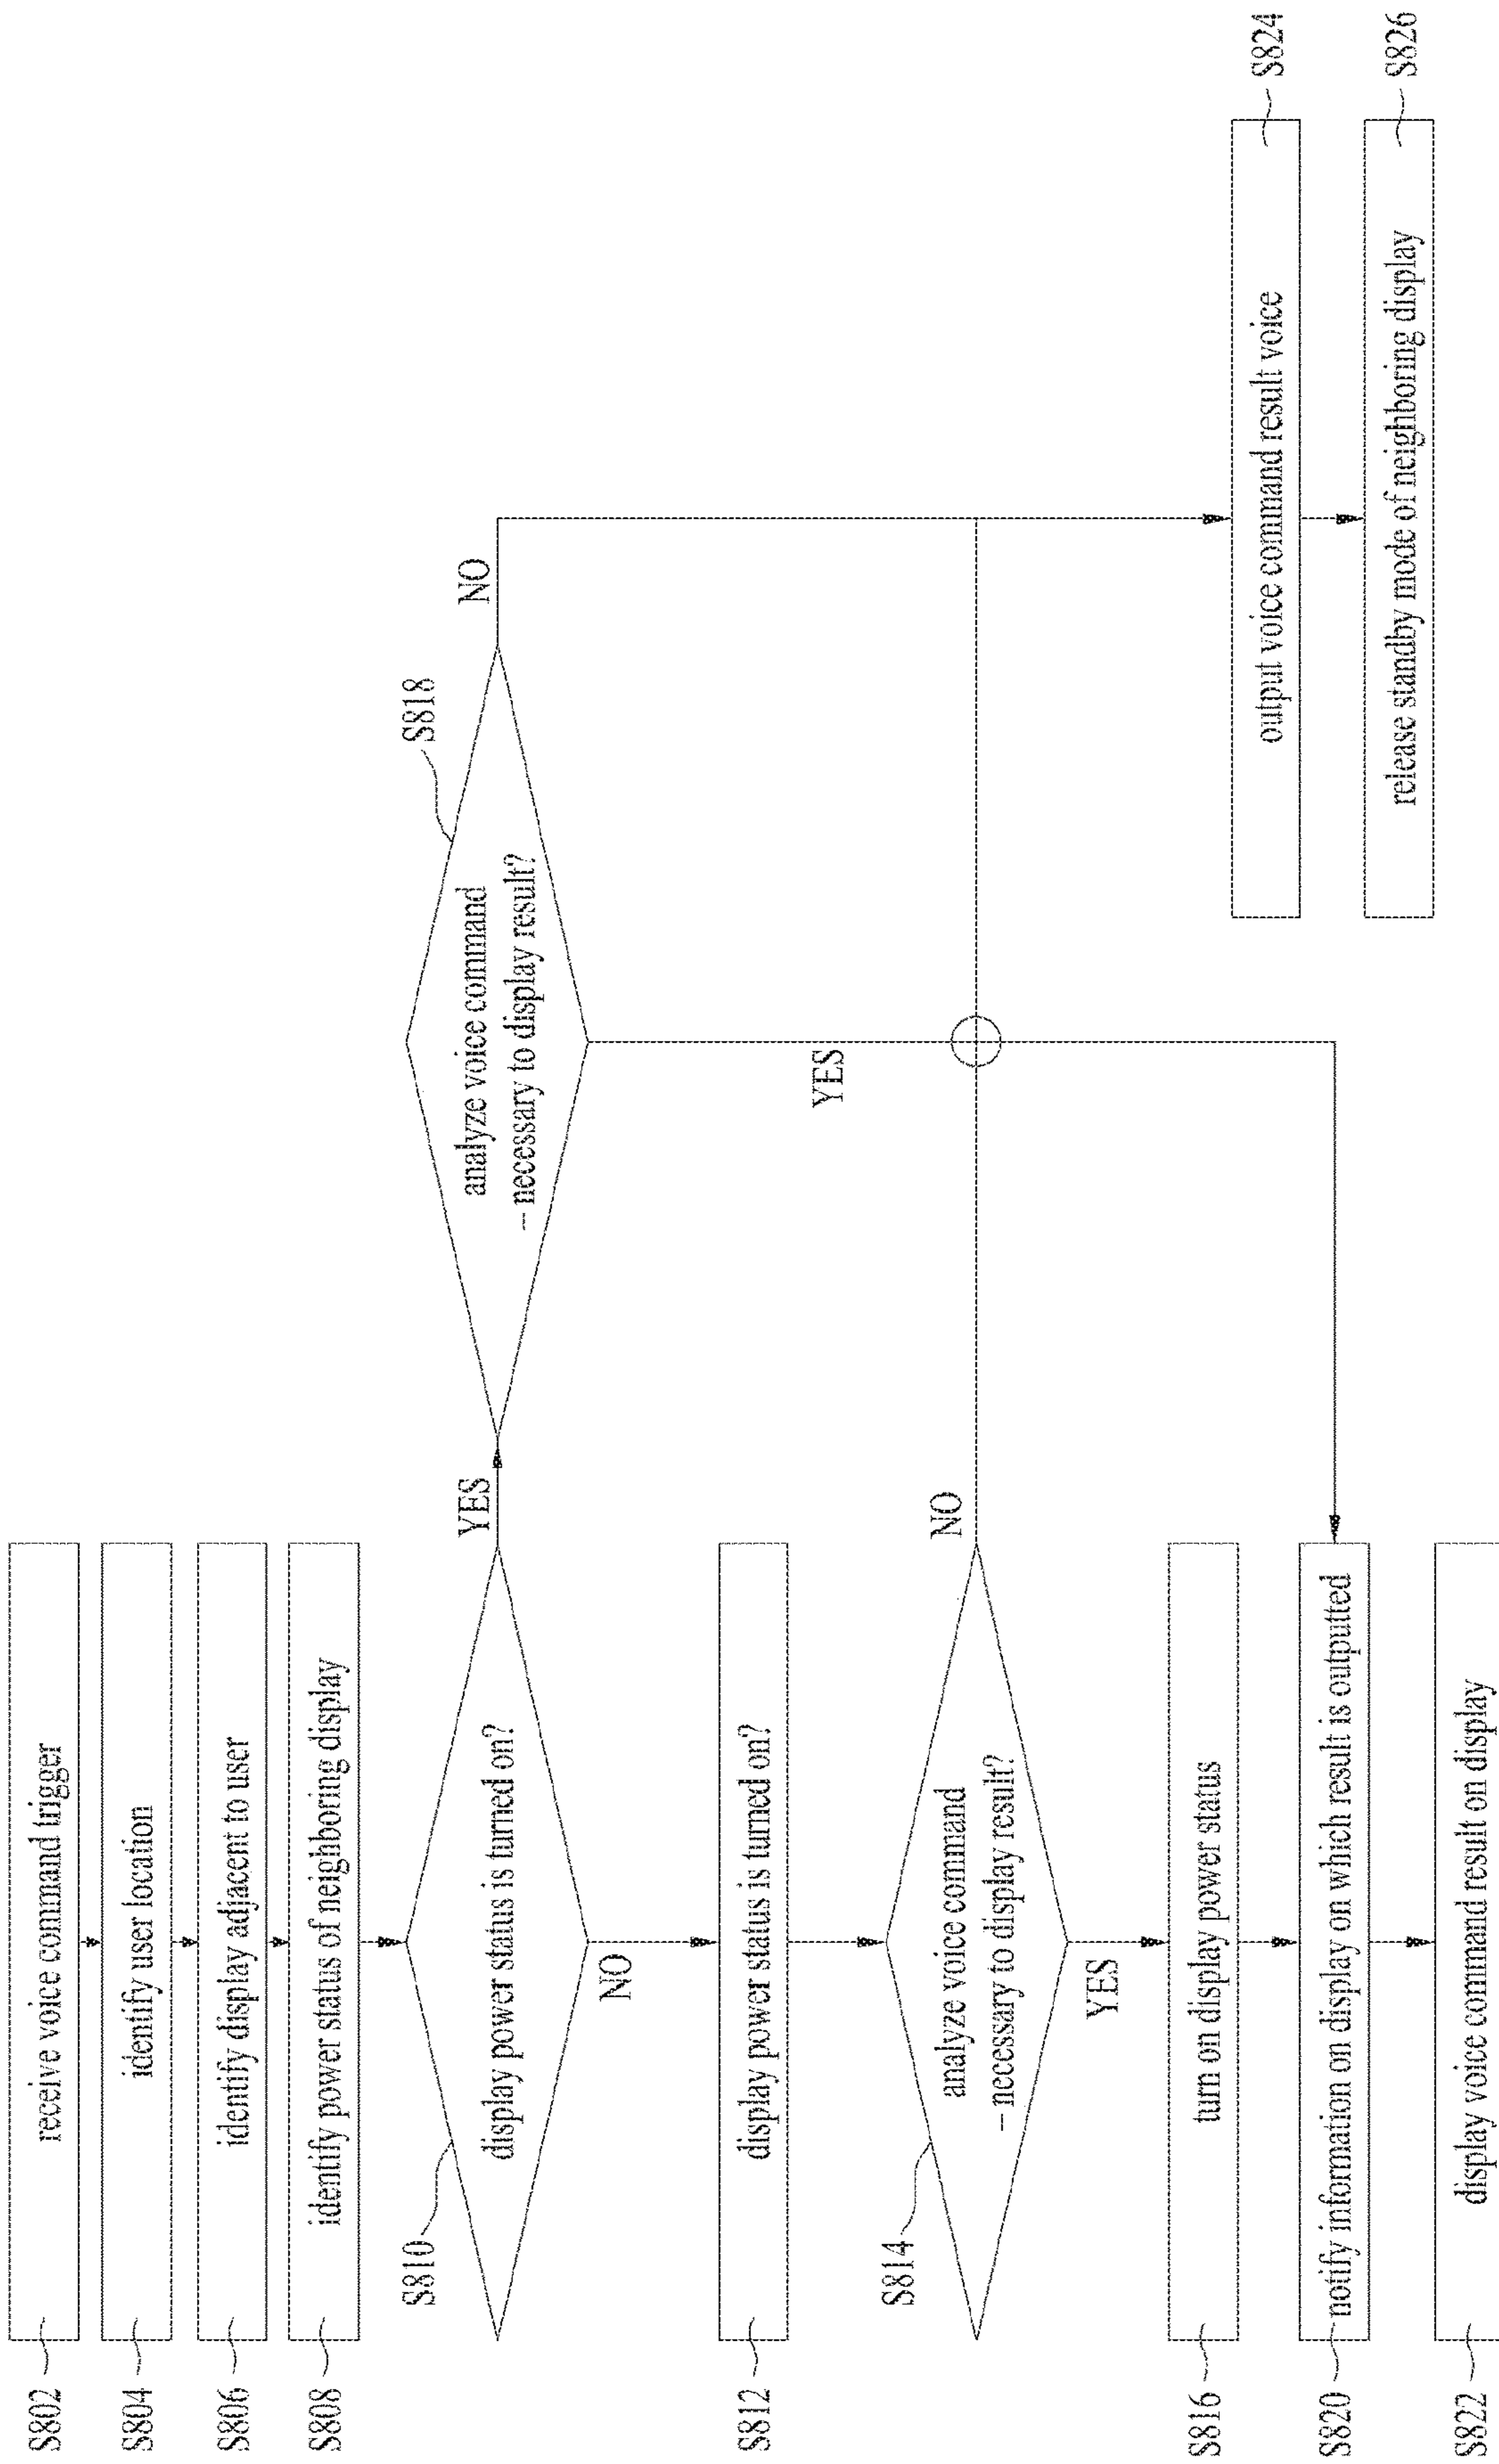 S802
receive voice command trigger
S804
identify user location
S806
identify display adjacent to user
S808
identify power status of neighboring display
S810
display power status is turned on?
YES
NO
S818
analyze voice command
– necessary to display result?
NO
YES
S812
display power status is turned on?
S814
analyze voice command
– necessary to display result?
NO
YES
S816
turn on display power status
S820
notify information on display on which result is outputted
S822
display voice command result on display
output voice command result voice
S824
release standby mode of neighboring display
S826